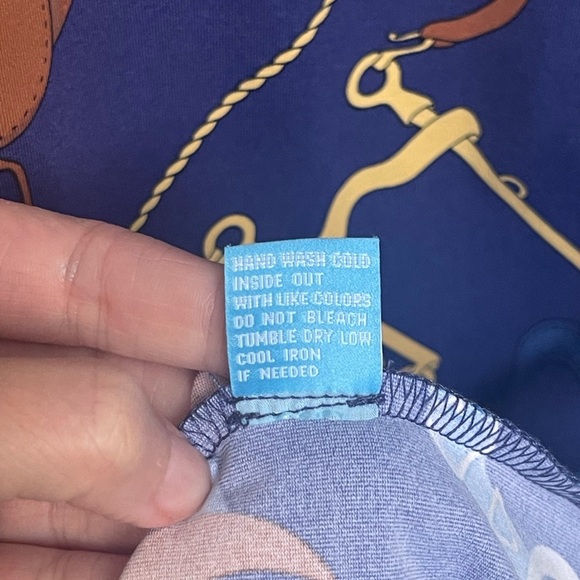 HAND WASH COLD
INSIDE OUT
WITH LIKE COLORS
DO NOT BLEACH
TUMBLE DRY LOW
COOL IRON
IF NEEDED